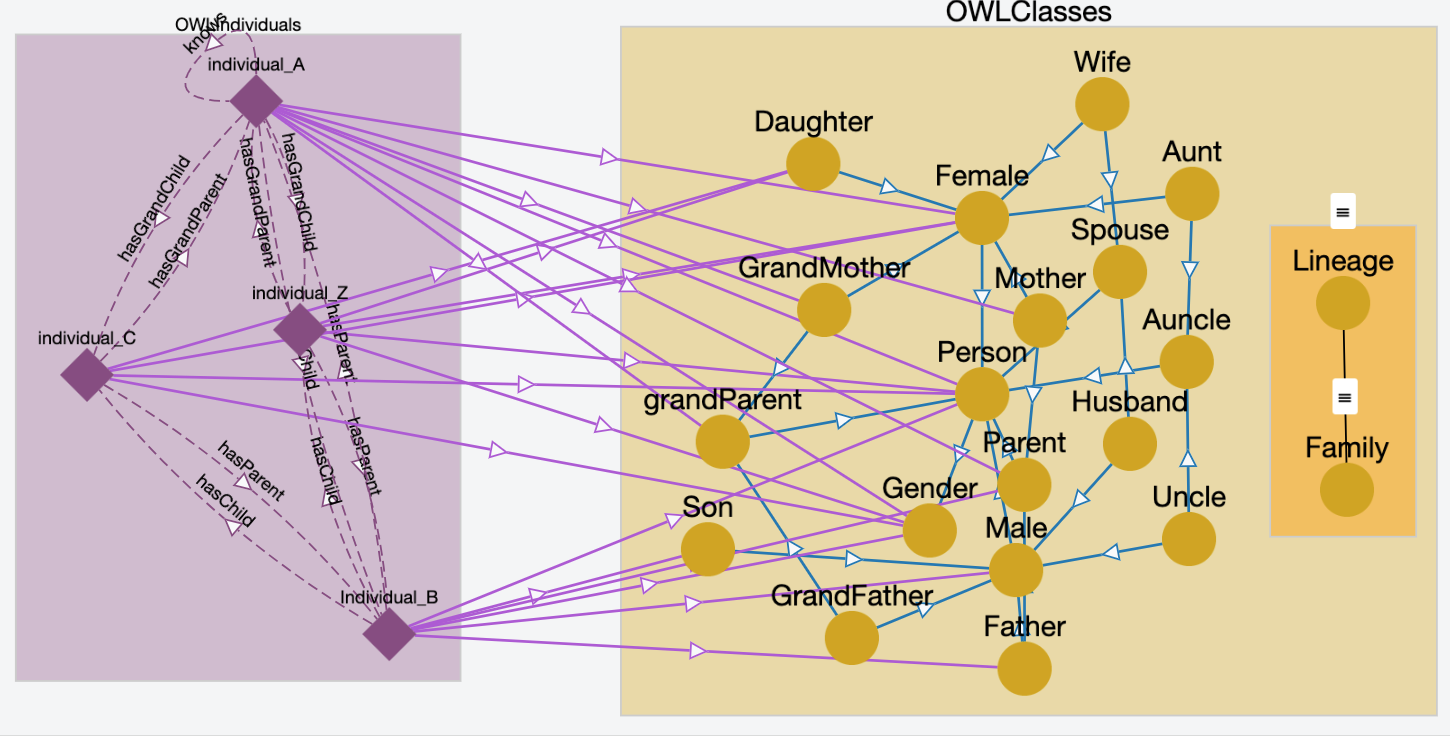 OWLClasses
OWLIndividuals
knows
individual_A
Wife
Daughter
Aunt
Female
hasGrandChild
hasGrandParent
hasGrandParent
hasGrandChild
Spouse
Lineage
GrandMother
Mother
individual_Z
Auncle
individual_C
Person
hasParent
Child
grandParent
Husband
Parent
Family
hasParent
hasChild
hasParent
hasChild
Gender
Uncle
Son
Male
Individual_B
GrandFather
Father